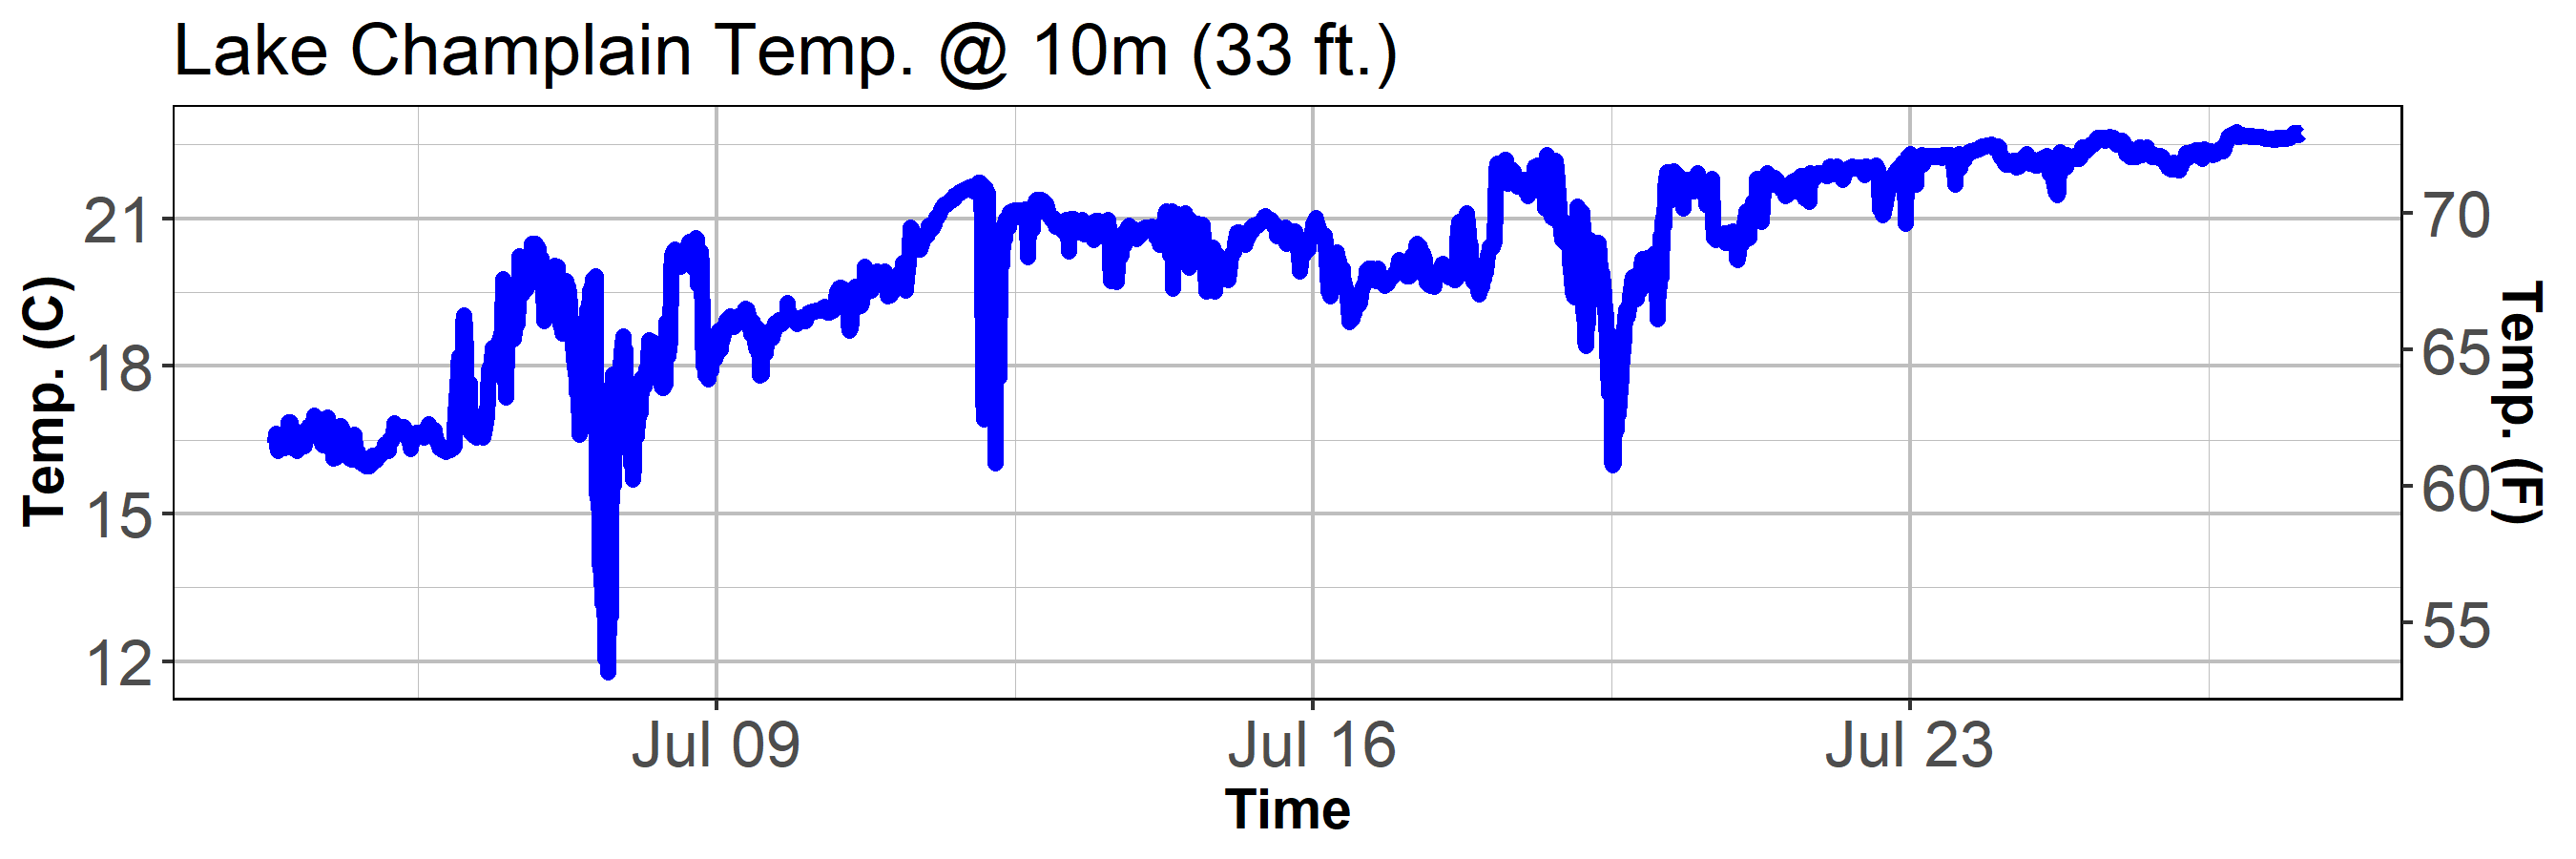 Lake Champlain Temp. @ 10m (33 ft.)
Temp. (C)
21
18
15
12
70
65
60
55
Temp. (F)
Jul 09
Jul 16
Jul 23
Time